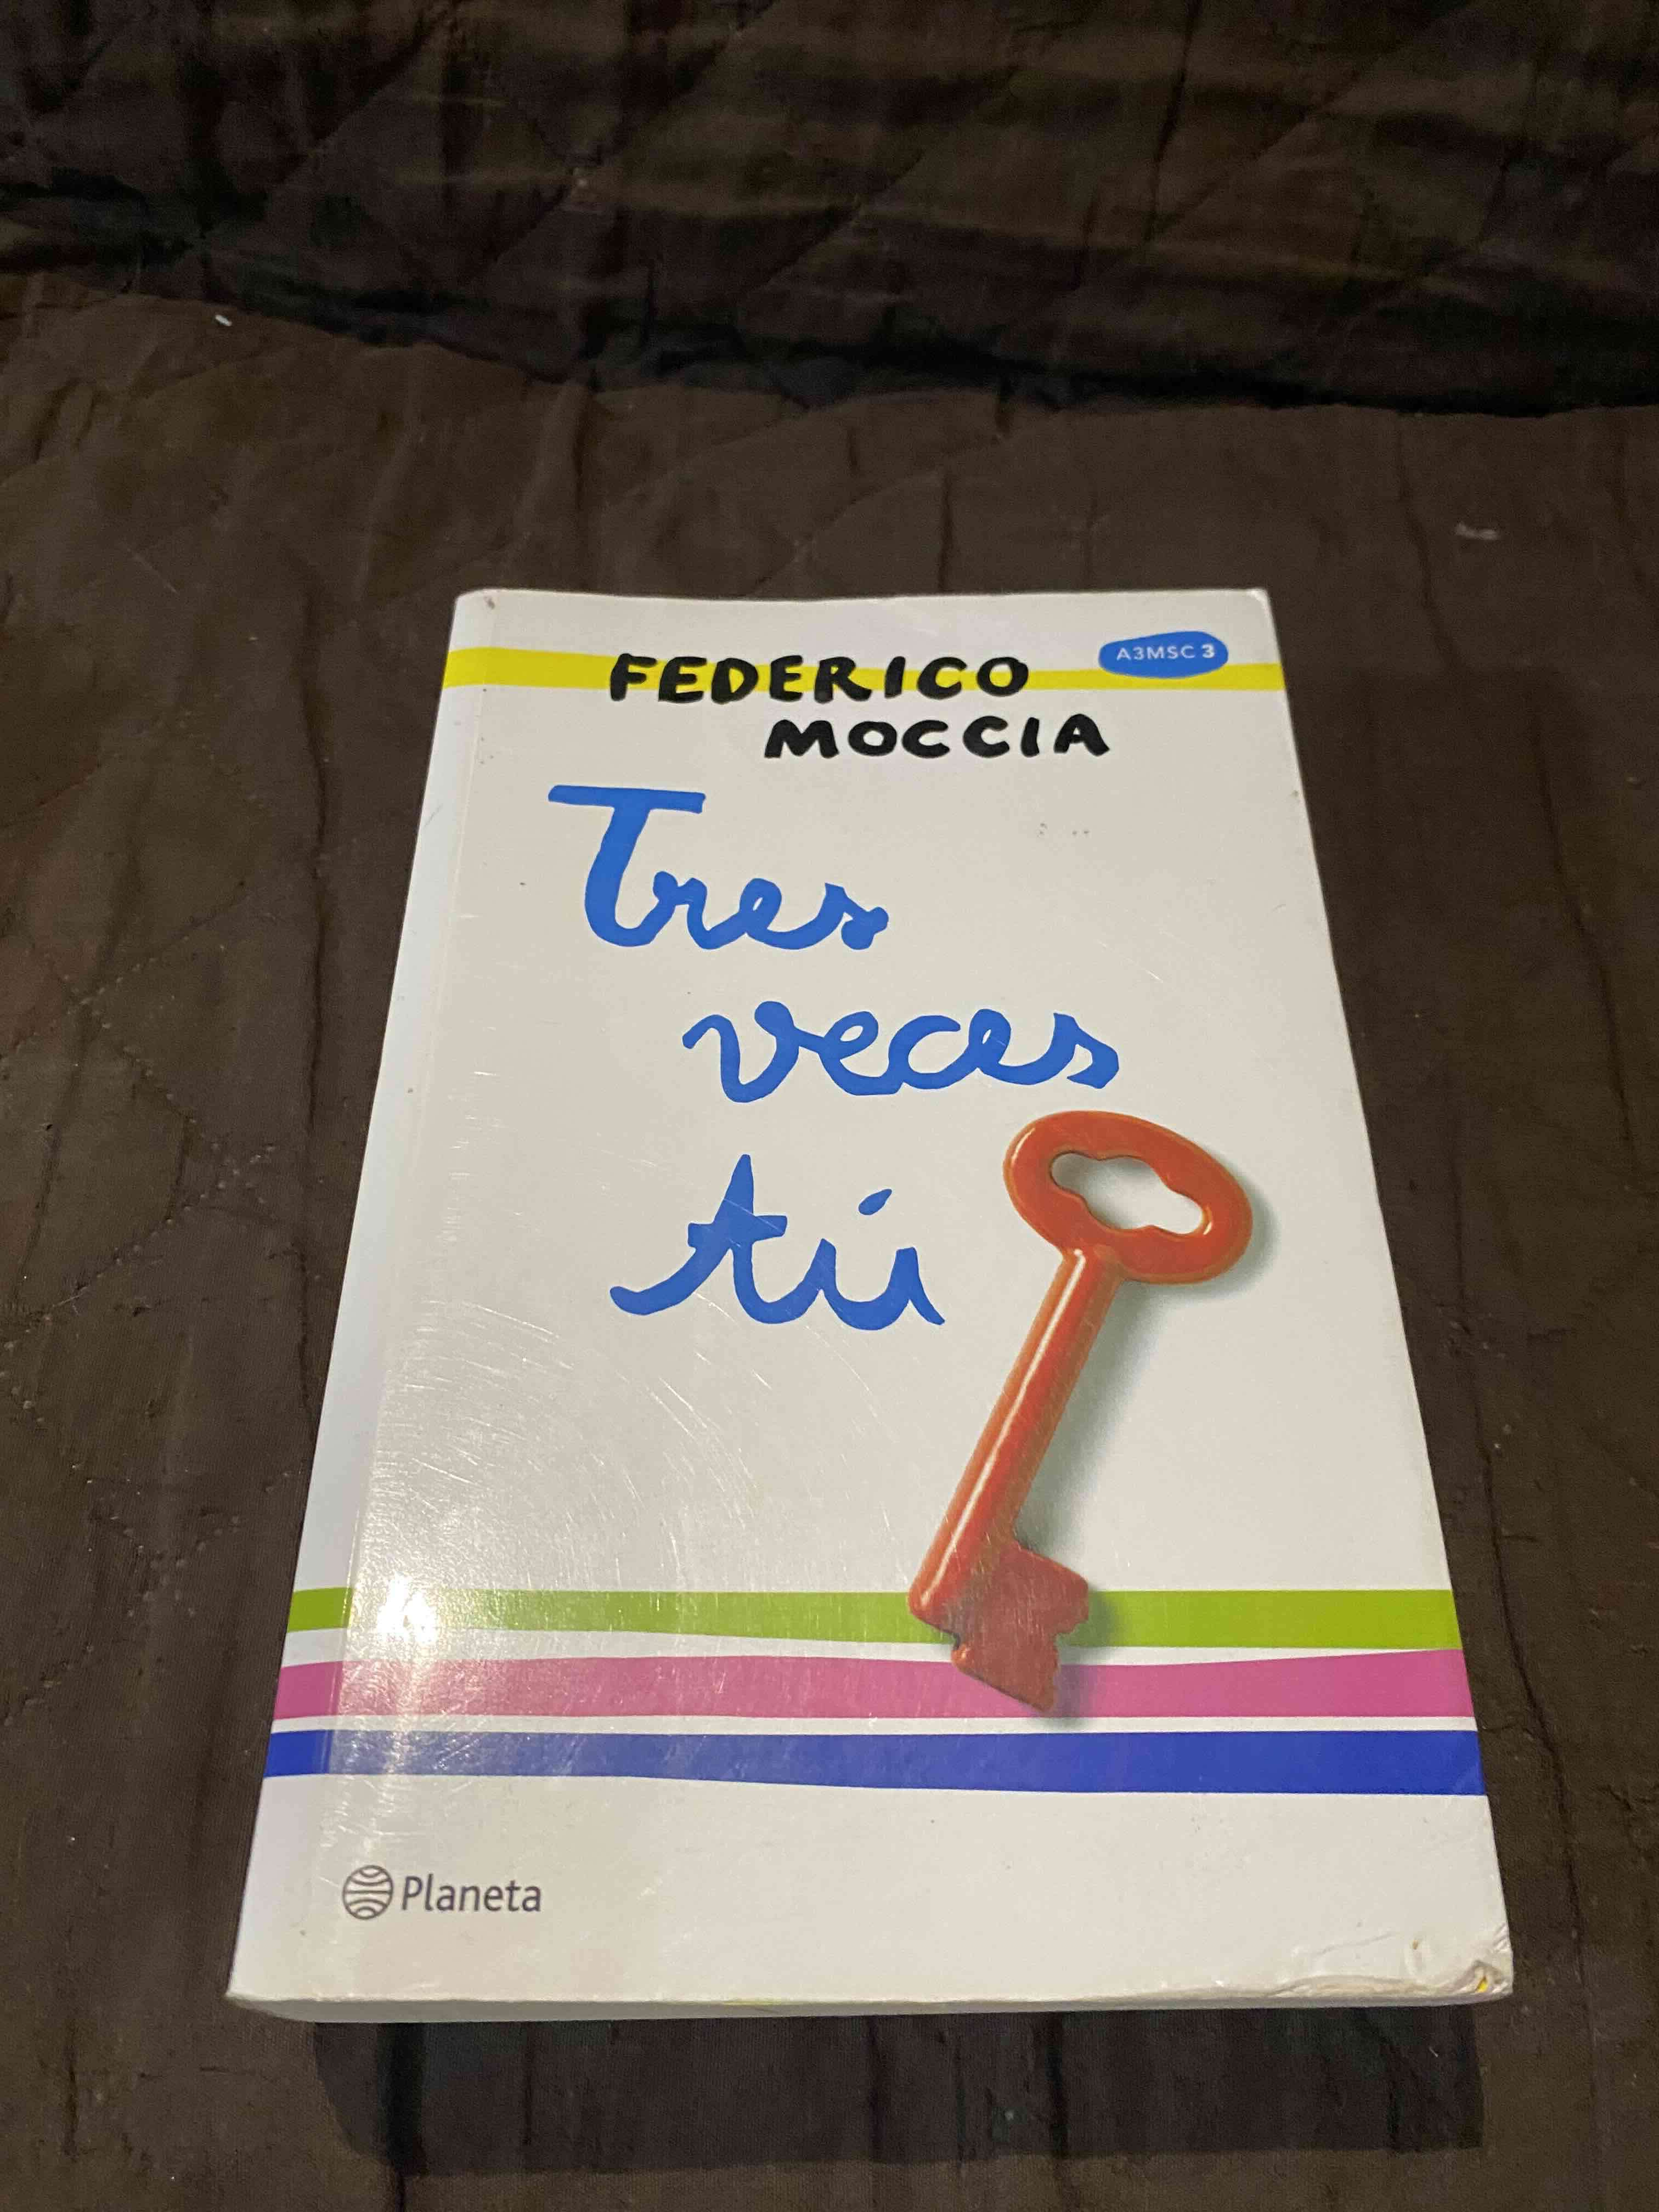 A3MSC 3
FEDERICO
MOCCIA
Tres
veces
tú
Planeta